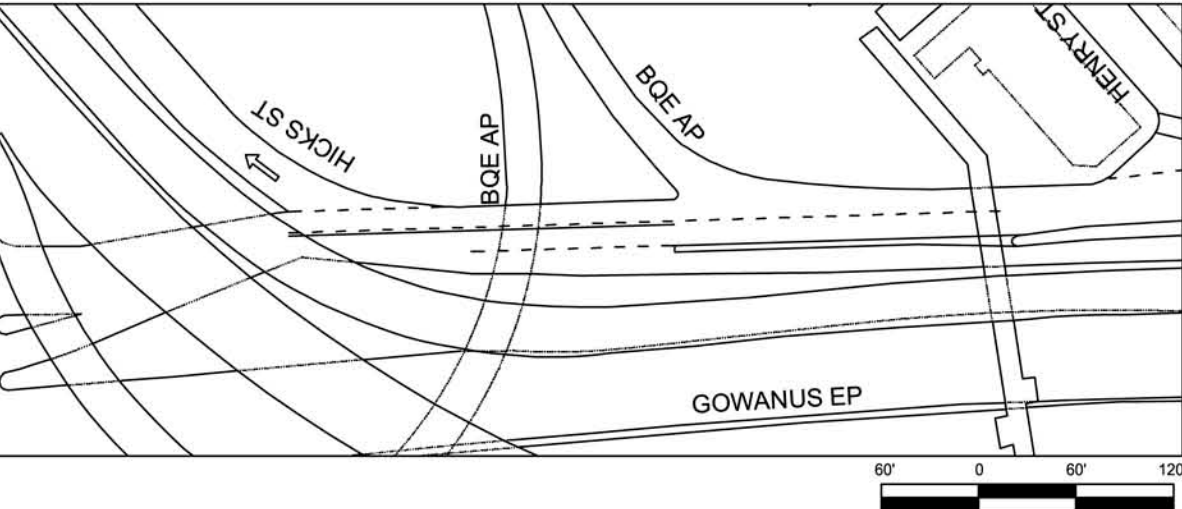 HENRY ST
HICKS ST
BQE AP
BQE AP
GOWANUS EP
60' 0 60' 120